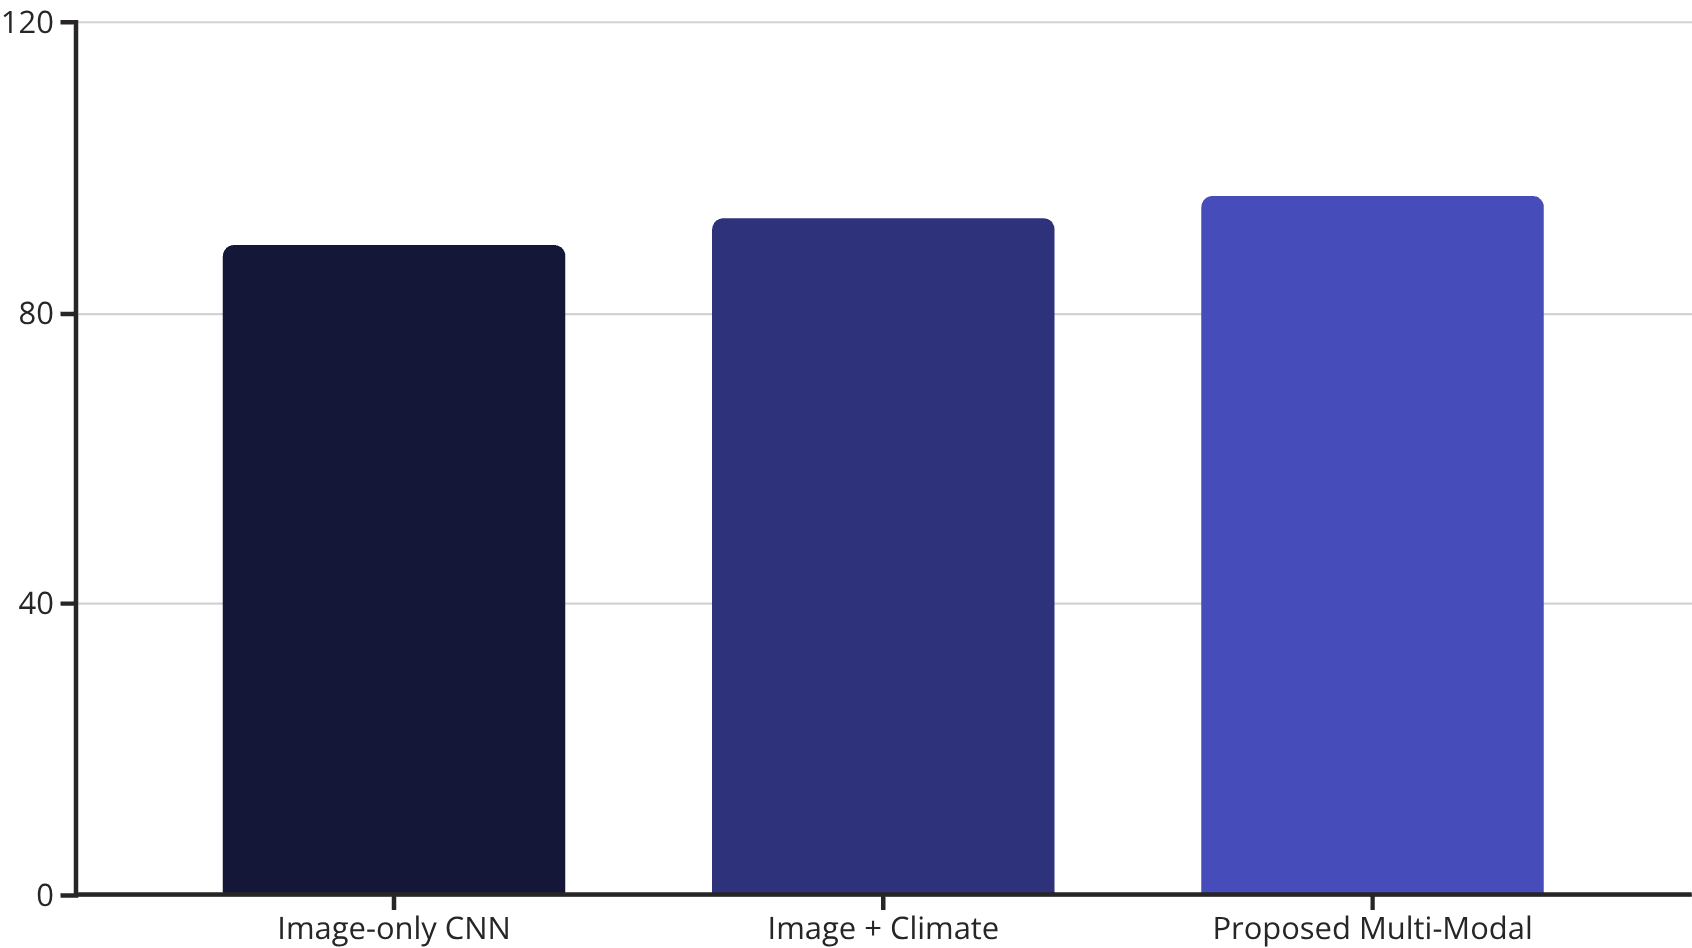 120
80
40
0
Image-only CNN
Image + Climate
Proposed Multi-Modal